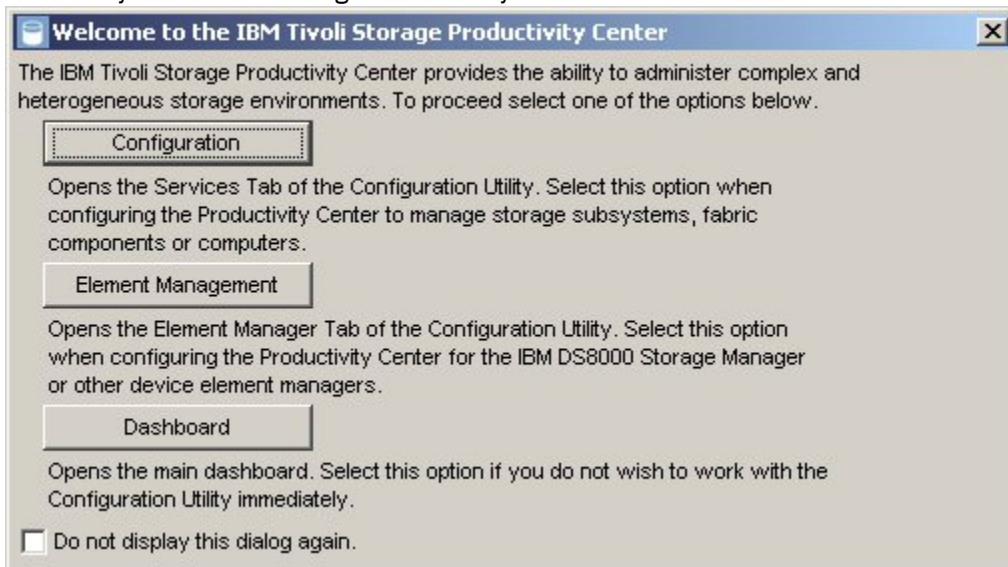 Welcome to the IBM Tivoli Storage Productivity Center
The IBM Tivoli Storage Productivity Center provides the ability to administer complex and
heterogeneous storage environments. To proceed select one of the options below.
Configuration
Opens the Services Tab of the Configuration Utility. Select this option when
configuring the Productivity Center to manage storage subsystems, fabric
components or computers.
Element Management
Opens the Element Manager Tab of the Configuration Utility. Select this option
when configuring the Productivity Center for the IBM DS8000 Storage Manager
or other device element managers.
Dashboard
Opens the main dashboard. Select this option if you do not wish to work with the
Configuration Utility immediately.
Do not display this dialog again.